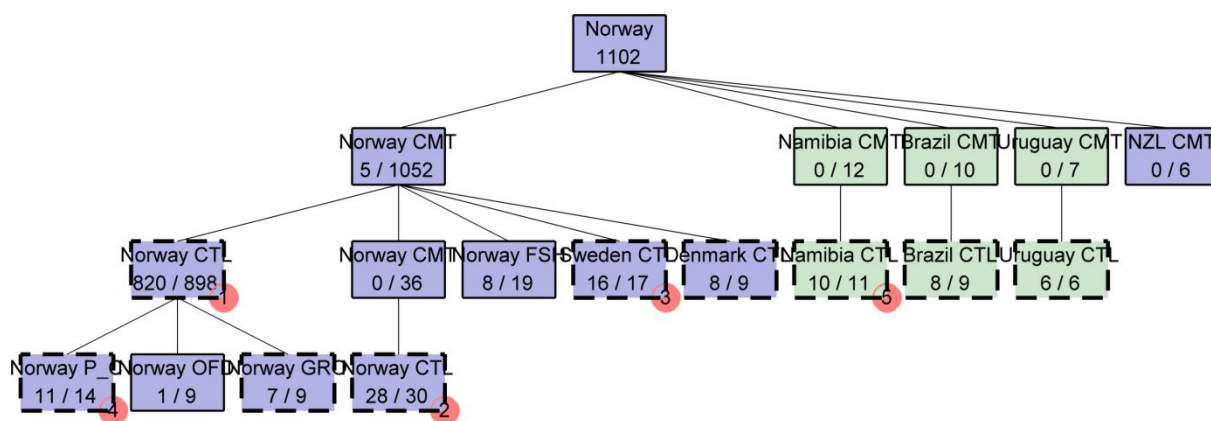 Norway
1102
Norway CMT
5 / 1052
Namibia CMT
0 / 12
Brazil CMT
0 / 10
Uruguay CMT
0 / 7
NZL CMT
0 / 6
Norway CTL
820 / 898
1
Norway CMT
0 / 36
Norway FSH
8 / 19
Sweden CTL
16 / 17
3
Denmark CTL
8 / 9
Namibia CTL
10 / 11
5
Brazil CTL
8 / 9
Uruguay CTL
6 / 6
Norway P_C
11 / 14
4
Norway OFD
1 / 9
Norway GRO
7 / 9
Norway CTL
28 / 30
2